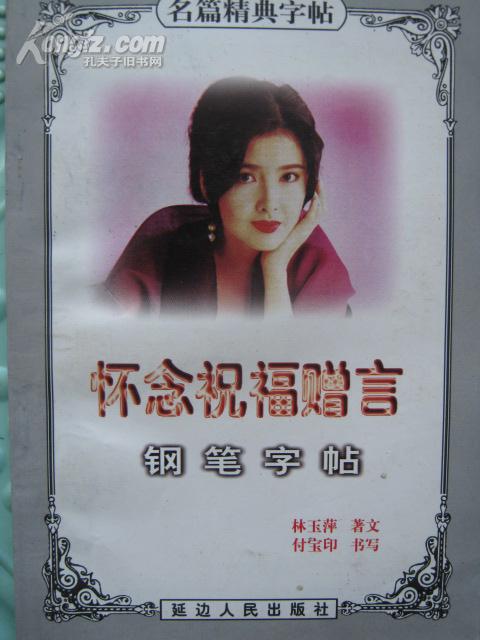 名篇精典字帖
Kongfz.com
孔夫子旧书网
怀念祝福赠言
钢笔字帖
林玉萍 著文
付宝印 书写
延边人民出版社